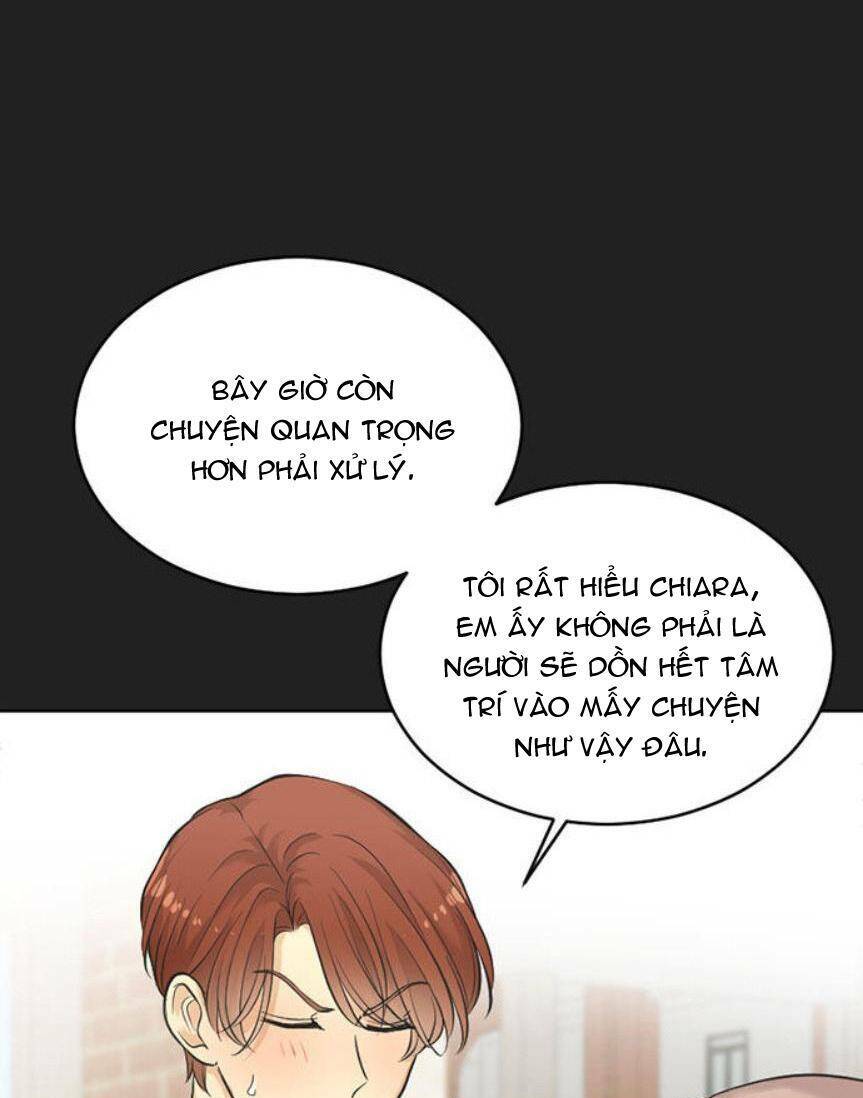 BÂY GIỜ CÒN
CHUYỆN QUAN TRỌNG
HƠN PHẢI XỬ LÝ.
TÔI RẤT HIỂU CHIARA,
EM ẤY KHÔNG PHẢI LÀ
NGƯỜI SẼ DỒN HẾT TÂM
TRÍ VÀO MẤY CHUYỆN
NHƯ VẬY ĐÂU.